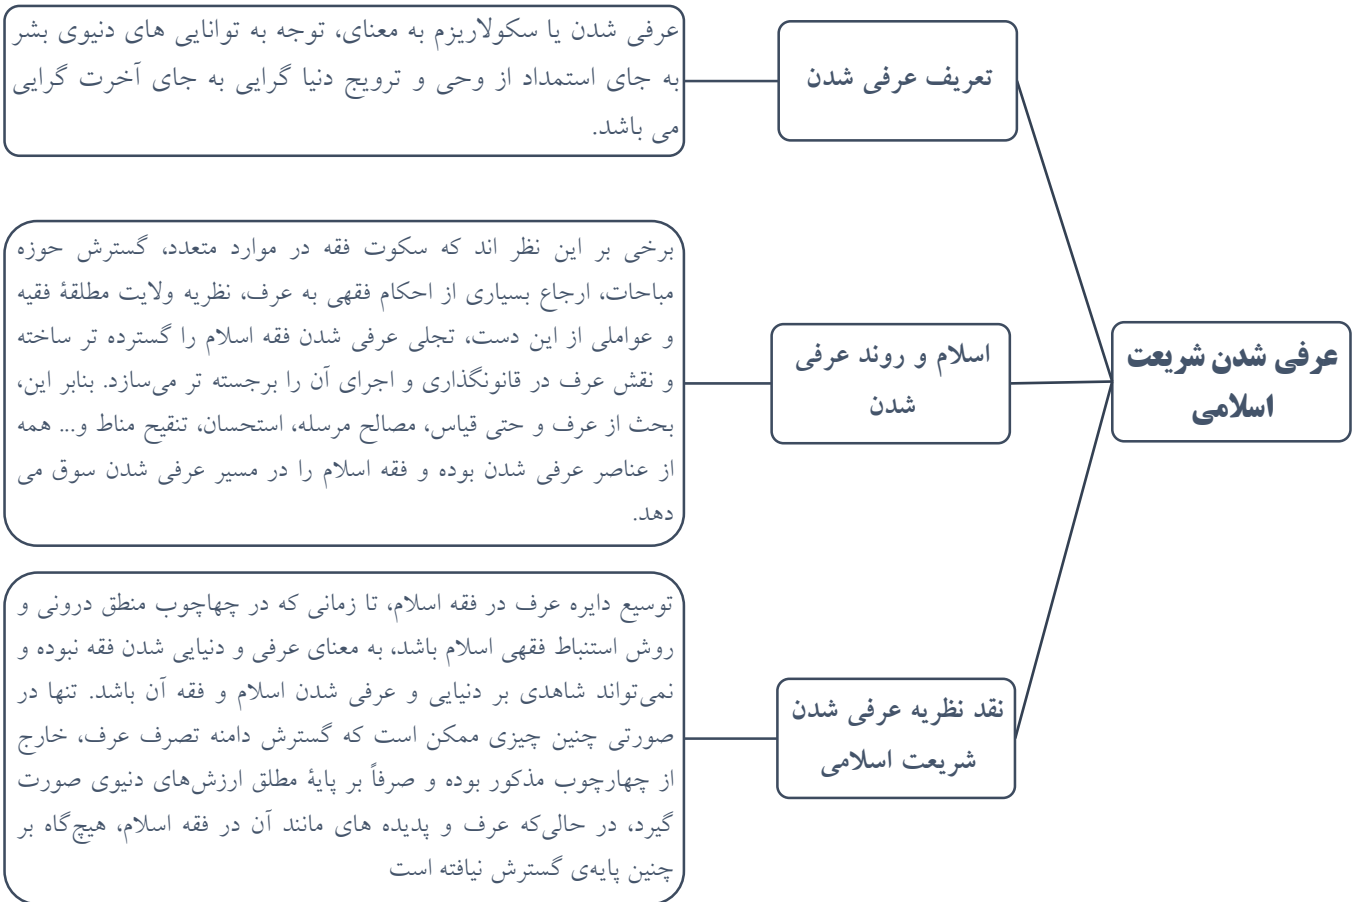 عرفی شدن شریعت
اسلامی
تعریف عرفی شدن
عرفی شدن یا سکولاریزم به معنای، توجه به توانایی های دنیوی بشر
به جای استمداد از وحی و ترویج دنیا گرایی به جای آخرت گرایی
می باشد.
اسلام و روند عرفی
شدن
برخی بر این نظر اند که سکوت فقه در موارد متعدد، گسترش حوزه
مباحات، ارجاع بسیاری از احکام فقهی به عرف، نظریه ولایت مطلقۀ فقیه
و عواملی از این دست، تجلی عرفی شدن فقه اسلام را گسترده تر ساخته
و نقش عرف در قانونگذاری و اجرای آن را برجسته تر می‌سازد. بنابر این،
بحث از عرف و حتی قیاس، مصالح مرسله، استحسان، تنقیح مناط و... همه
از عناصر عرفی شدن بوده و فقه اسلام را در مسیر عرفی شدن سوق می
دهد.
نقد نظریه عرفی شدن
شریعت اسلامی
توسیع دایره عرف در فقه اسلام، تا زمانی که در چهاچوب منطق درونی و
روش استنباط فقهی اسلام باشد، به معنای عرفی و دنیایی شدن فقه نبوده و
نمی‌تواند شاهدی بر دنیایی و عرفی شدن اسلام و فقه آن باشد. تنها در
صورتی چنین چیزی ممکن است که گسترش دامنه تصرف عرف، خارج
از چهارچوب مذکور بوده و صرفاً بر پایۀ مطلق ارزش‌های دنیوی صورت
گیرد، در حالی‌که عرف و پدیده های مانند آن در فقه اسلام، هیچ‌گاه بر
چنین پایه‌ی گسترش نیافته است